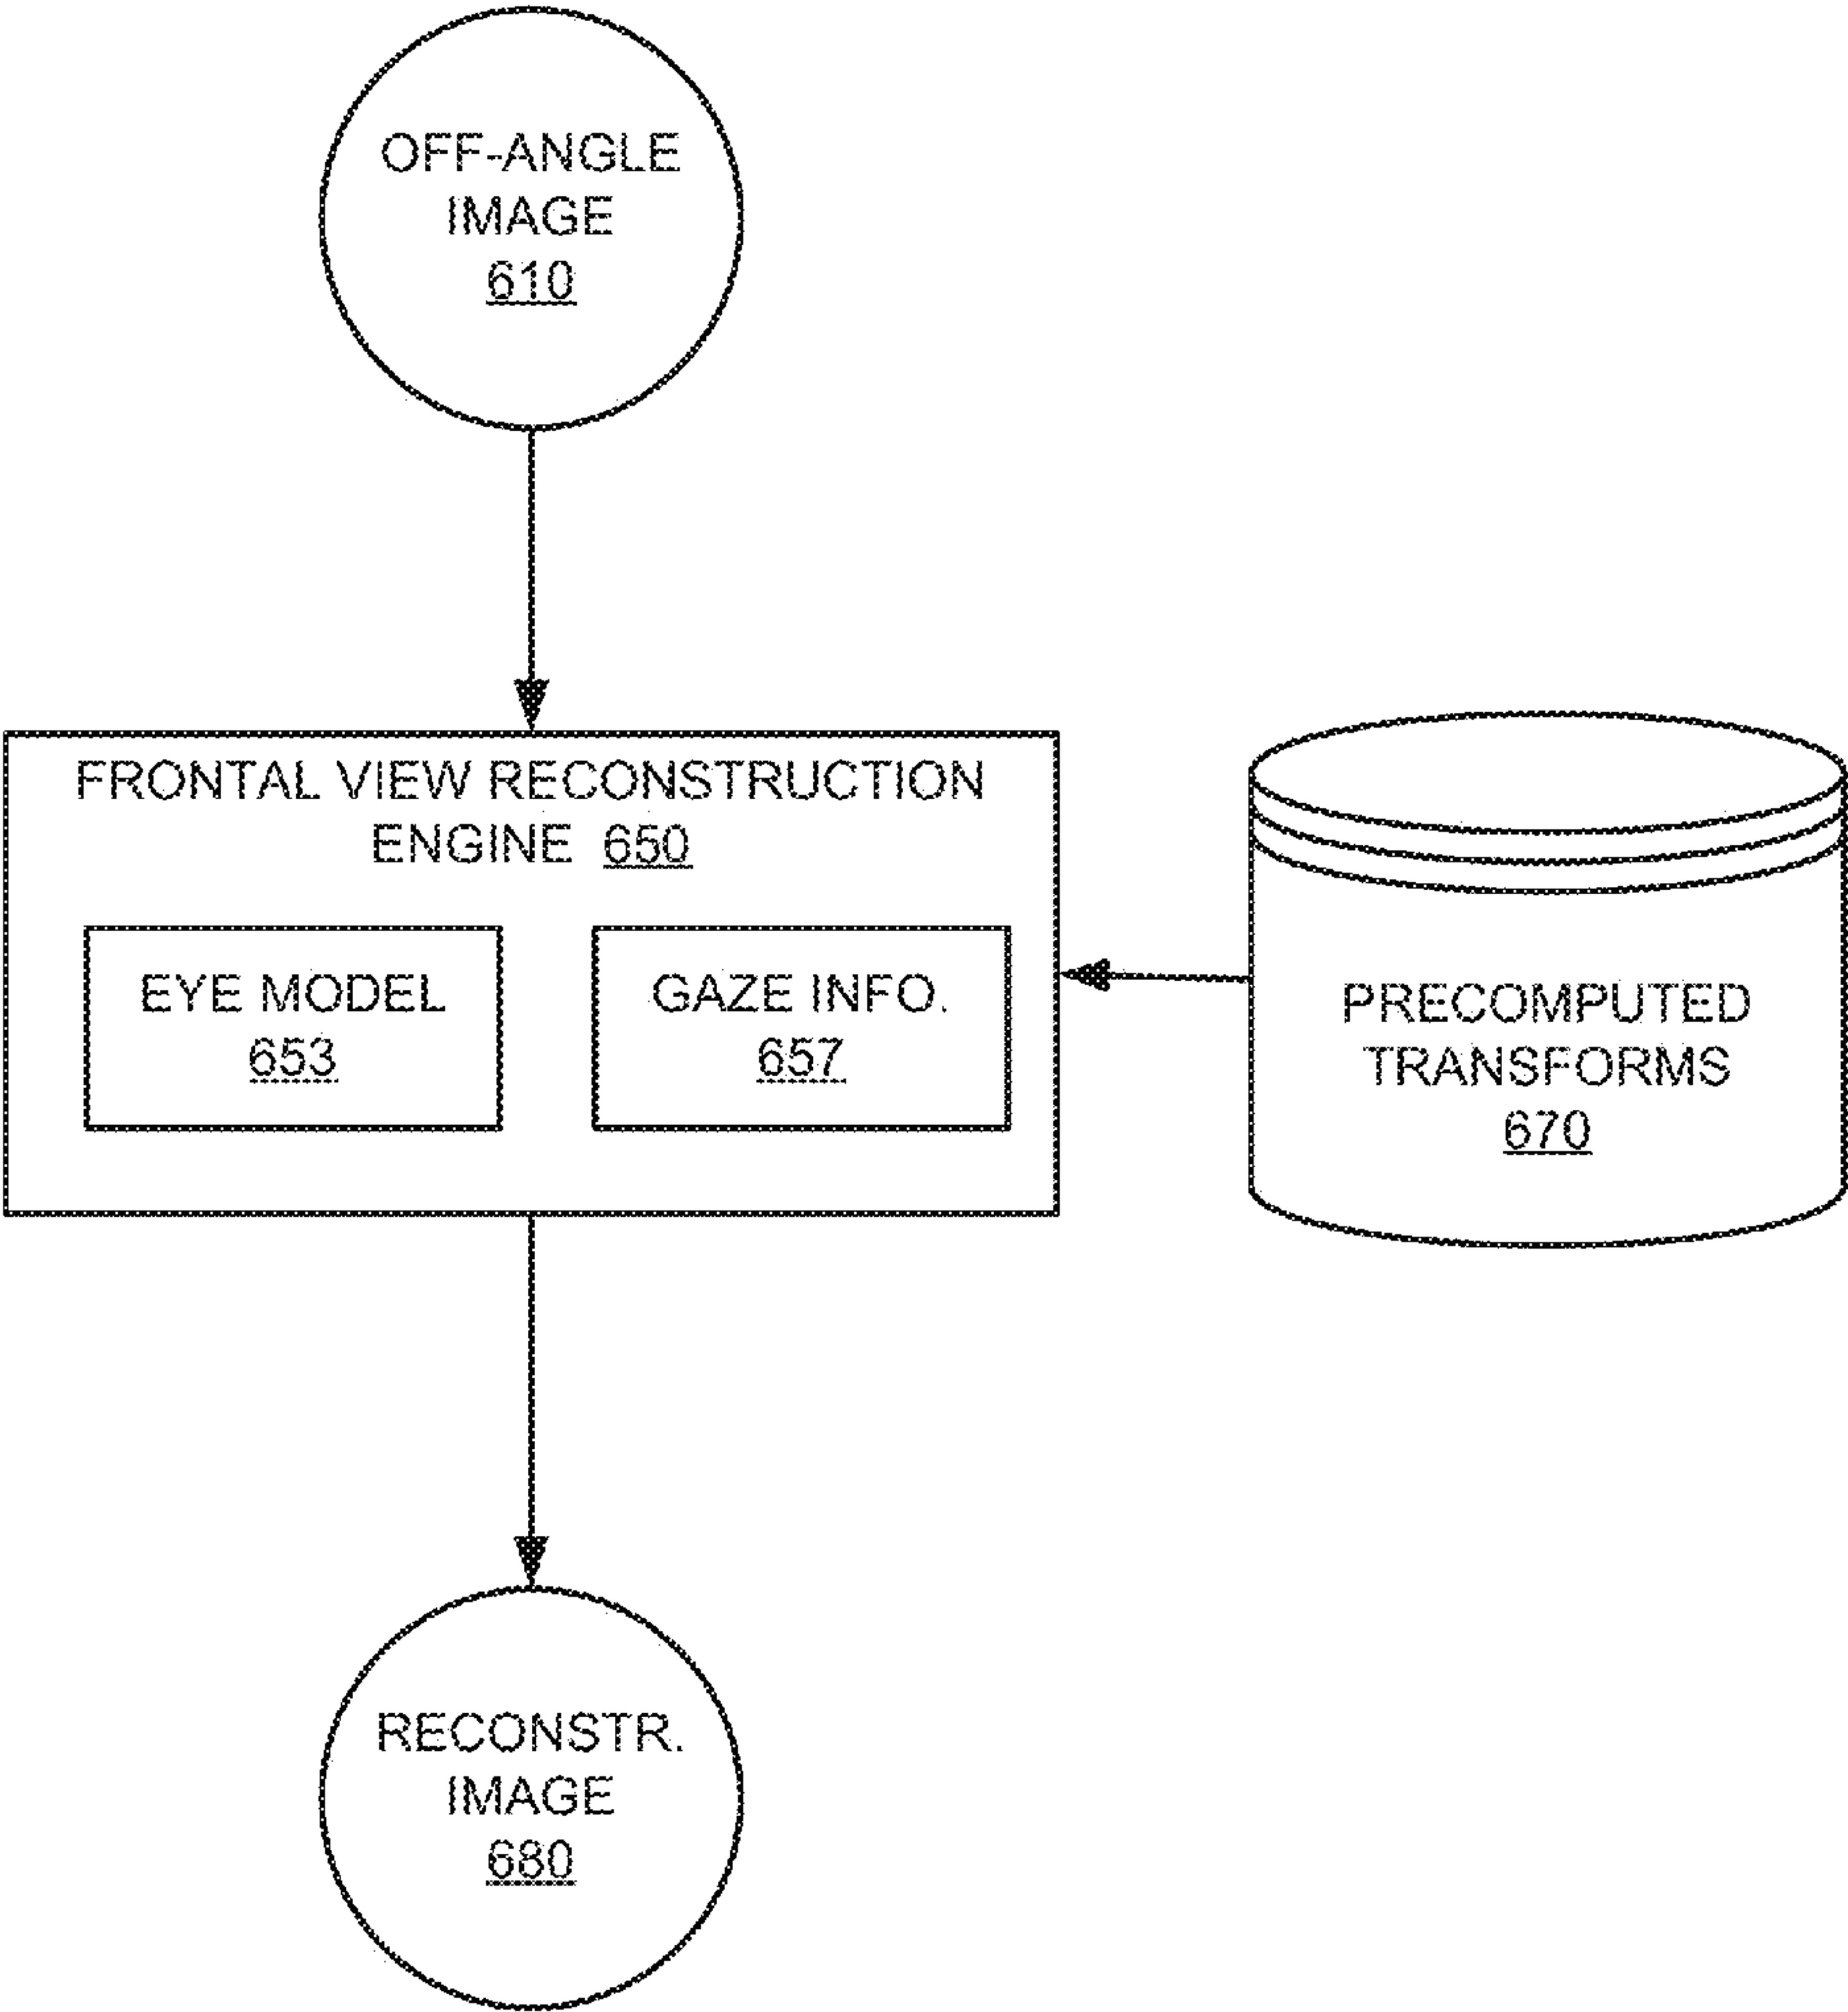 OFF-ANGLE
IMAGE
610
FRONTAL VIEW RECONSTRUCTION
ENGINE 650
EYE MODEL
653
GAZE INFO.
657
PRECOMPUTED
TRANSFORMS
670
RECONSTR.
IMAGE
680